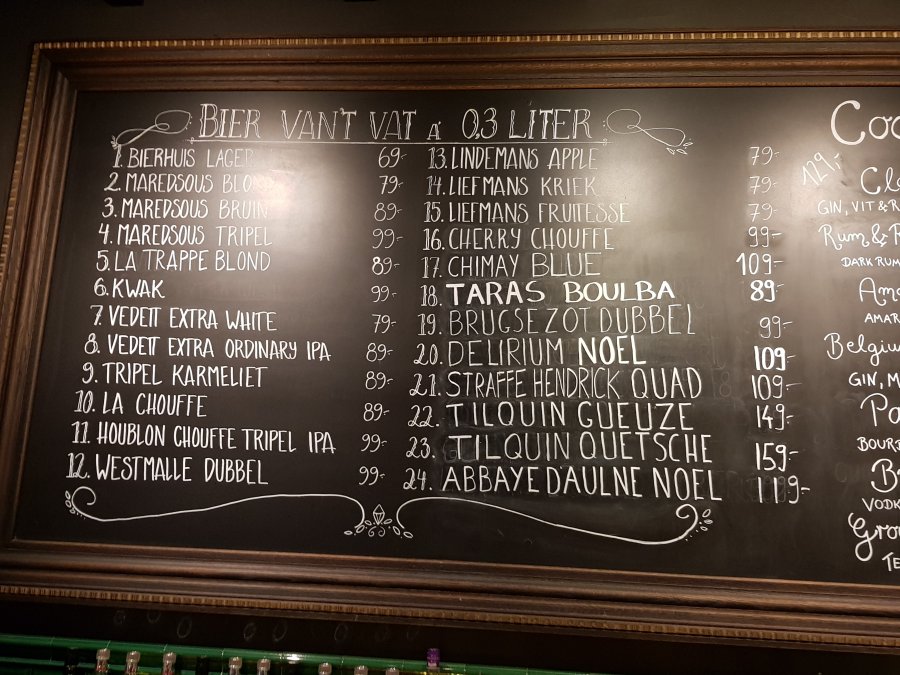 BIER VAN'T VAT A' 0,3 LITER
1. BIERHUIS LAGER 69-
2. MAREDSOUS BLOND 79-
3. MAREDSOUS BRUIN 89-
4. MAREDSOUS TRIPEL 99-
5. LA TRAPPE BLOND 89-
6. KWAK 99-
7. VEDETT EXTRA WHITE 79-
8. VEDETT EXTRA ORDINARY IPA 89-
9. TRIPEL KARMELIET 89-
10. LA CHOUFFE 89-
11. HOUBLON CHOUFFE TRIPEL IPA 99-
12. WESTMALLE DUBBEL 99-
13. LINDEMANS APPLE 79-
14. LIEFMANS KRIEK 79-
15. LIEFMANS FRUITESSE 79-
16. CHERRY CHOUFFE 99-
17. CHIMAY BLUE 109-
18. TARAS BOULBA 89-
19. BRUGSE ZOT DUBBEL 99-
20. DELIRIUM NOEL 109-
21. STRAFFE HENDRICK QUAD 109-
22. TILQUIN GUEUZE 149-
23. TILQUIN QUETSCHE 159-
24. ABBAYE D'AULNE NOEL
129,-
GIN, VIT & R
Rum & R
DARK RUM
AMAR
Belgiu
GIN, M
BOURB
VODK